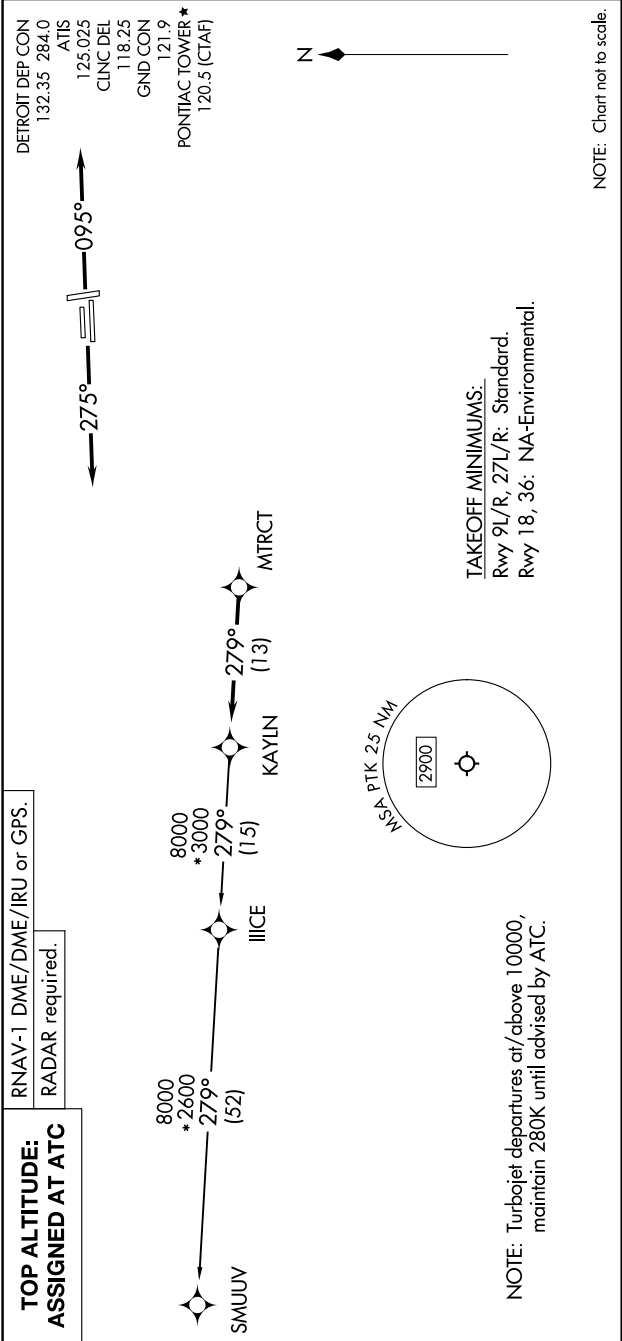 TOP ALTITUDE:
ASSIGNED AT ATC
RNAV-1 DME/DME/IRU or GPS.
RADAR required.
DETROIT DEP CON
132.35 284.0
ATIS
125.025
CLNC DEL
118.25
GND CON
121.9
PONTIAC TOWER ★
120.5 (CTAF)
275°
095°
N
SMUUV
8000
*2600
279°
(52)
IIICE
8000
*3000
279°
(15)
KAYLN
279°
(13)
MTRCT
MSA PTK 25 NM
2900
TAKEOFF MINIMUMS:
Rwy 9L/R, 27L/R: Standard.
Rwy 18, 36: NA-Environmental.
NOTE: Turbojet departures at/above 10000,
maintain 280K until advised by ATC.
NOTE: Chart not to scale.